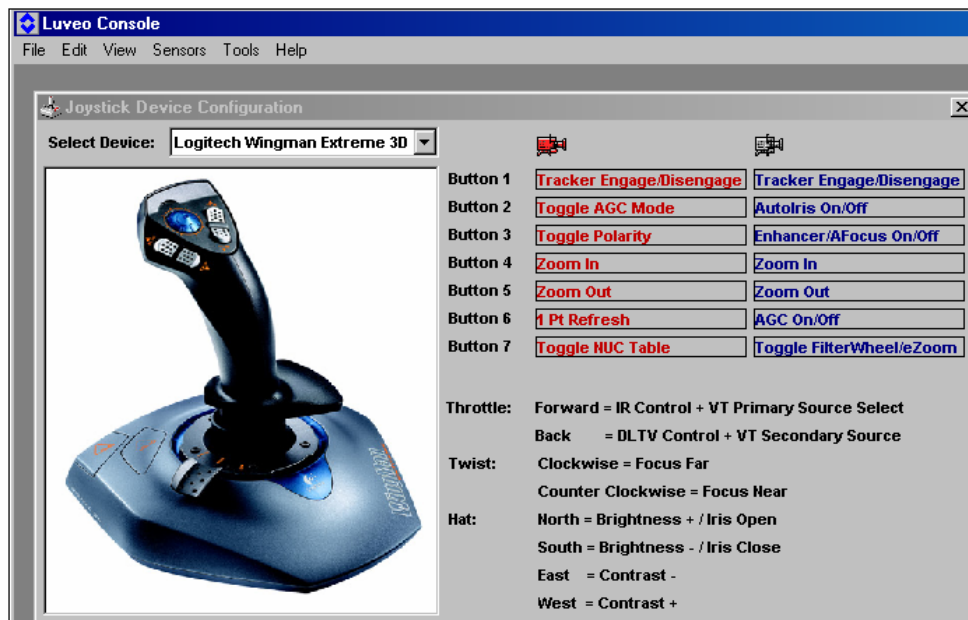 Luveo Console
File Edit View Sensors Tools Help
Joystick Device Configuration
Select Device: Logitech Wingman Extreme 3D
Button 1 Tracker Engage/Disengage Tracker Engage/Disengage
Button 2 Toggle AGC Mode AutoIris On/Off
Button 3 Toggle Polarity Enhancer/AFocus On/Off
Button 4 Zoom In Zoom In
Button 5 Zoom Out Zoom Out
Button 6 1 Pt Refresh AGC On/Off
Button 7 Toggle NUC Table Toggle FilterWheel/eZoom
Throttle: Forward = IR Control + VT Primary Source Select
Back = DLTV Control + VT Secondary Source
Twist: Clockwise = Focus Far
Counter Clockwise = Focus Near
Hat: North = Brightness + / Iris Open
South = Brightness - / Iris Close
East = Contrast -
West = Contrast +